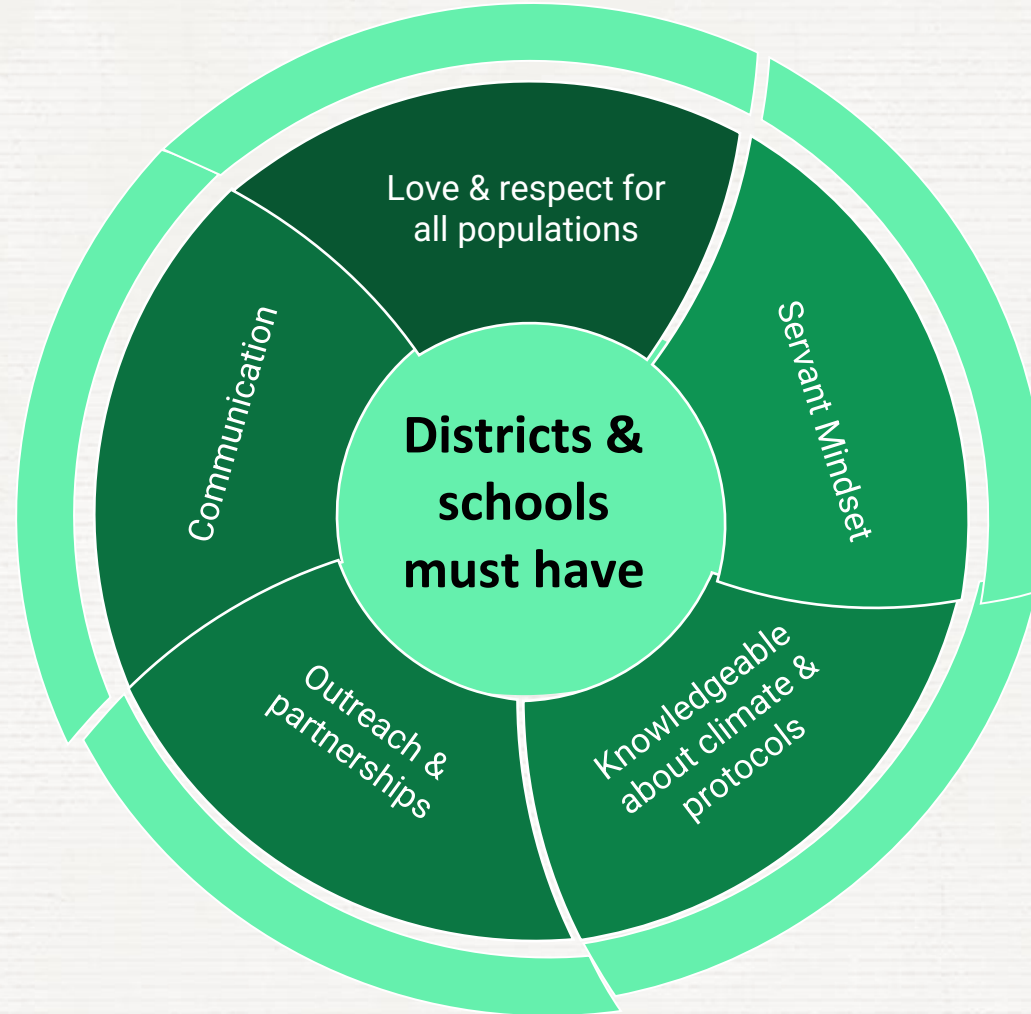 Love & respect for
all populations
Servant Mindset
Knowledgeable
about climate &
protocols
Outreach &
partnerships
Communication
Districts &
schools
must have